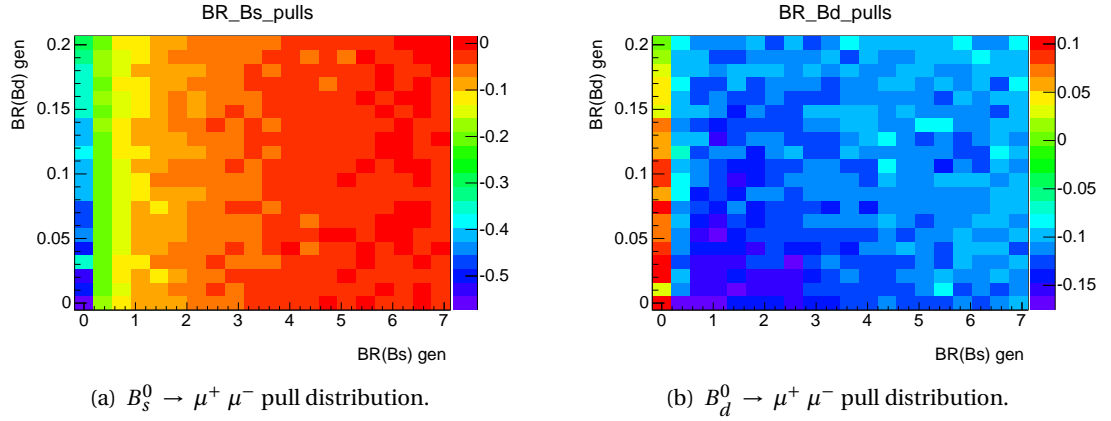 BR_Bs_pulls
BR(Bd) gen
0.2
0.15
0.1
0.05
0
0 1 2 3 4 5 6 7
BR(Bs) gen
0
-0.1
-0.2
-0.3
-0.4
-0.5
(a) B⁰ₛ → μ⁺ μ⁻ pull distribution.
BR_Bd_pulls
BR(Bd) gen
0.2
0.15
0.1
0.05
0
0 1 2 3 4 5 6 7
BR(Bs) gen
0.1
0.05
0
-0.05
-0.1
-0.15
(b) B⁰_d → μ⁺ μ⁻ pull distribution.